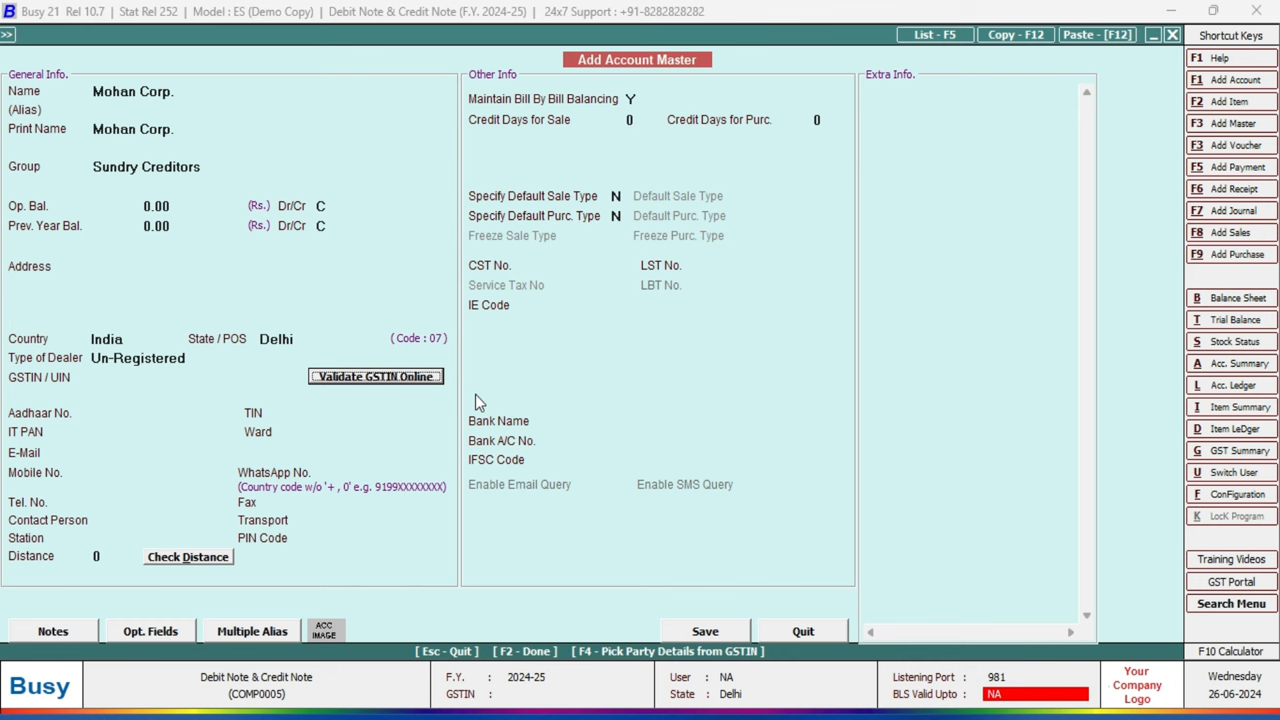 B Busy 21 Rel 10.7 | Stat Rel 252 | Model : ES (Demo Copy) | Debit Note & Credit Note (F.Y. 2024-25) | 24x7 Support : +91-8282828282
>> List - F5 Copy - F12 Paste - [F12] Shortcut Keys
Add Account Master
General Info.
Name Mohan Corp.
(Alias)
Print Name Mohan Corp.
Group Sundry Creditors
Op. Bal. 0.00 (Rs.) Dr/Cr C
Prev. Year Bal. 0.00 (Rs.) Dr/Cr C
Address
Country India State / POS Delhi ( Code : 07 )
Type of Dealer Un-Registered
GSTIN / UIN Validate GSTIN Online
Aadhaar No. TIN
IT PAN Ward
E-Mail
Mobile No. WhatsApp No.
(Country code w/o '+ , 0' e.g. 9199XXXXXXXX)
Tel. No. Fax
Contact Person Transport
Station PIN Code
Distance 0 Check Distance
Other Info
Maintain Bill By Bill Balancing Y
Credit Days for Sale 0 Credit Days for Purc. 0
Specify Default Sale Type N Default Sale Type
Specify Default Purc. Type N Default Purc. Type
Freeze Sale Type Freeze Purc. Type
CST No. LST No.
Service Tax No LBT No.
IE Code
Bank Name
Bank A/C No.
IFSC Code
Enable Email Query Enable SMS Query
Extra Info.
Notes Opt. Fields Multiple Alias ACC IMAGE Save Quit
[ Esc - Quit ] [ F2 - Done ] [ F4 - Pick Party Details from GSTIN ]
F1 Help
F1 Add Account
F2 Add Item
F3 Add Master
F3 Add Voucher
F5 Add Payment
F6 Add Receipt
F7 Add Journal
F8 Add Sales
F9 Add Purchase
B Balance Sheet
T Trial Balance
S Stock Status
A Acc. Summary
L Acc. Ledger
I Item Summary
D Item LeDger
G GST Summary
U Switch User
F ConFiguration
K LocK Program
Training Videos
GST Portal
Search Menu
F10 Calculator
Busy
Debit Note & Credit Note
(COMP0005)
F.Y. : 2024-25
GSTIN :
User : NA
State : Delhi
Listening Port : 981
BLS Valid Upto : NA
Your
Company
Logo
Wednesday
26-06-2024